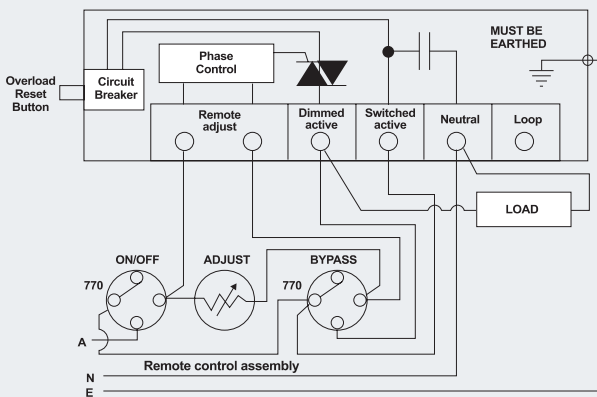 MUST BE
EARTHED
Phase
Control
Overload
Reset
Button
Circuit
Breaker
Remote
adjust
Dimmed
active
Switched
active
Neutral
Loop
LOAD
ON/OFF
ADJUST
BYPASS
770
770
A
Remote control assembly
N
E